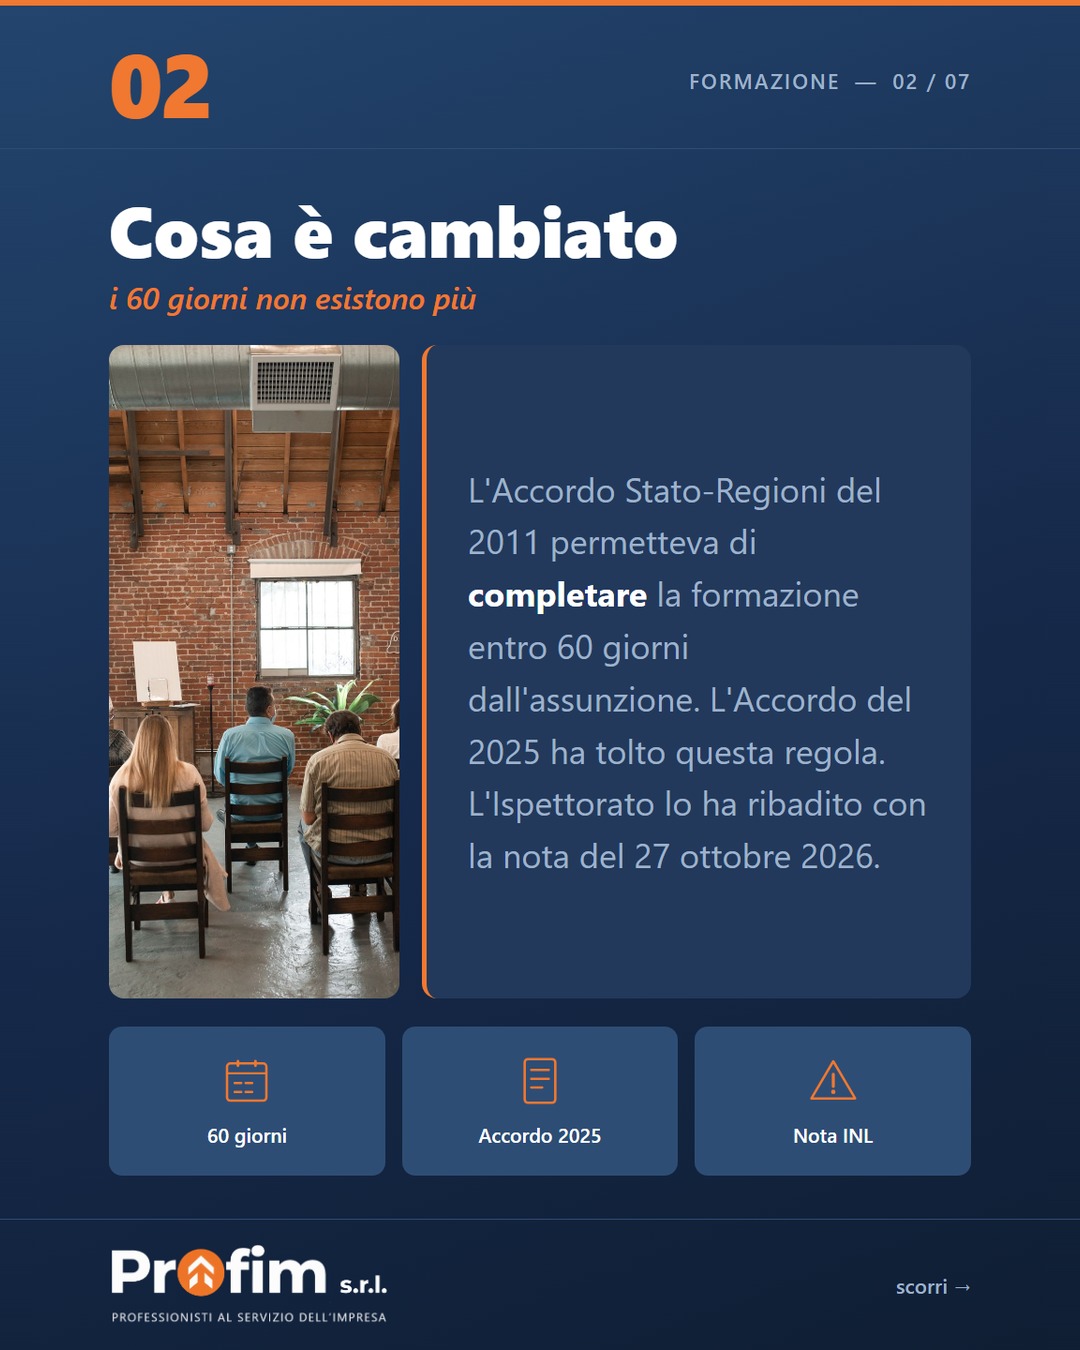 02
FORMAZIONE — 02 / 07
Cosa è cambiato
i 60 giorni non esistono più
L'Accordo Stato-Regioni del
2011 permetteva di
completare la formazione
entro 60 giorni
dall'assunzione. L'Accordo del
2025 ha tolto questa regola.
L'Ispettorato lo ha ribadito con
la nota del 27 ottobre 2026.
60 giorni
Accordo 2025
Nota INL
Profim s.r.l.
PROFESSIONISTI AL SERVIZIO DELL'IMPRESA
scorri →